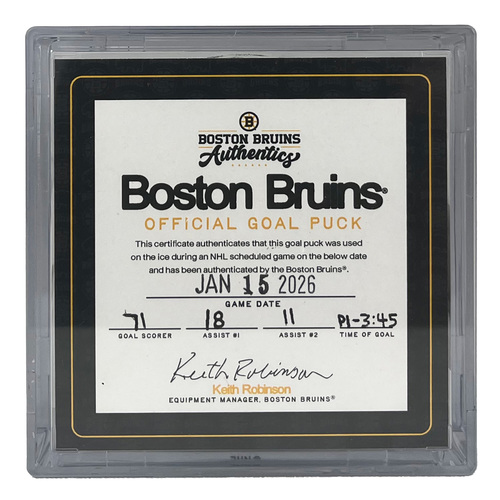 B
BOSTON BRUINS
Authentics
Boston Bruins®
OFFICIAL GOAL PUCK
This certificate authenticates that this goal puck was used
on the ice during an NHL scheduled game on the below date
and has been authenticated by the Boston Bruins®.
JAN 15 2026
GAME DATE
71 18 11 P1-3:45
GOAL SCORER ASSIST #1 ASSIST #2 TIME OF GOAL
Keith Robinson
Keith Robinson
EQUIPMENT MANAGER, BOSTON BRUINS®